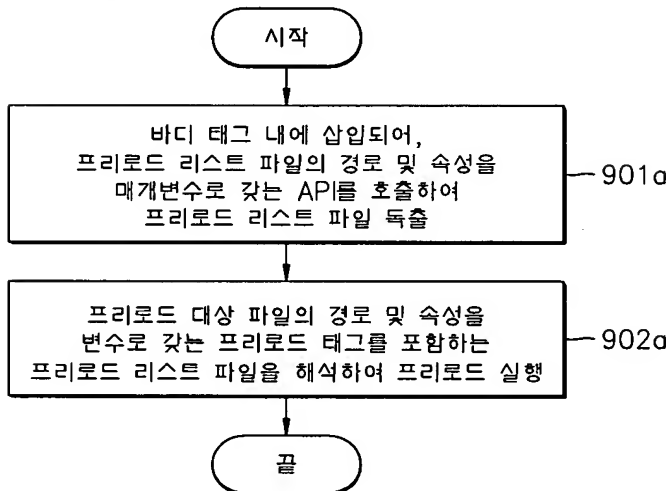 시작
바디 태그 내에 삽입되어,
프리로드 리스트 파일의 경로 및 속성을
매개변수로 갖는 API를 호출하여
프리로드 리스트 파일 독출
901a
프리로드 대상 파일의 경로 및 속성을
변수로 갖는 프리로드 태그를 포함하는
프리로드 리스트 파일을 해석하여 프리로드 실행
902a
끝